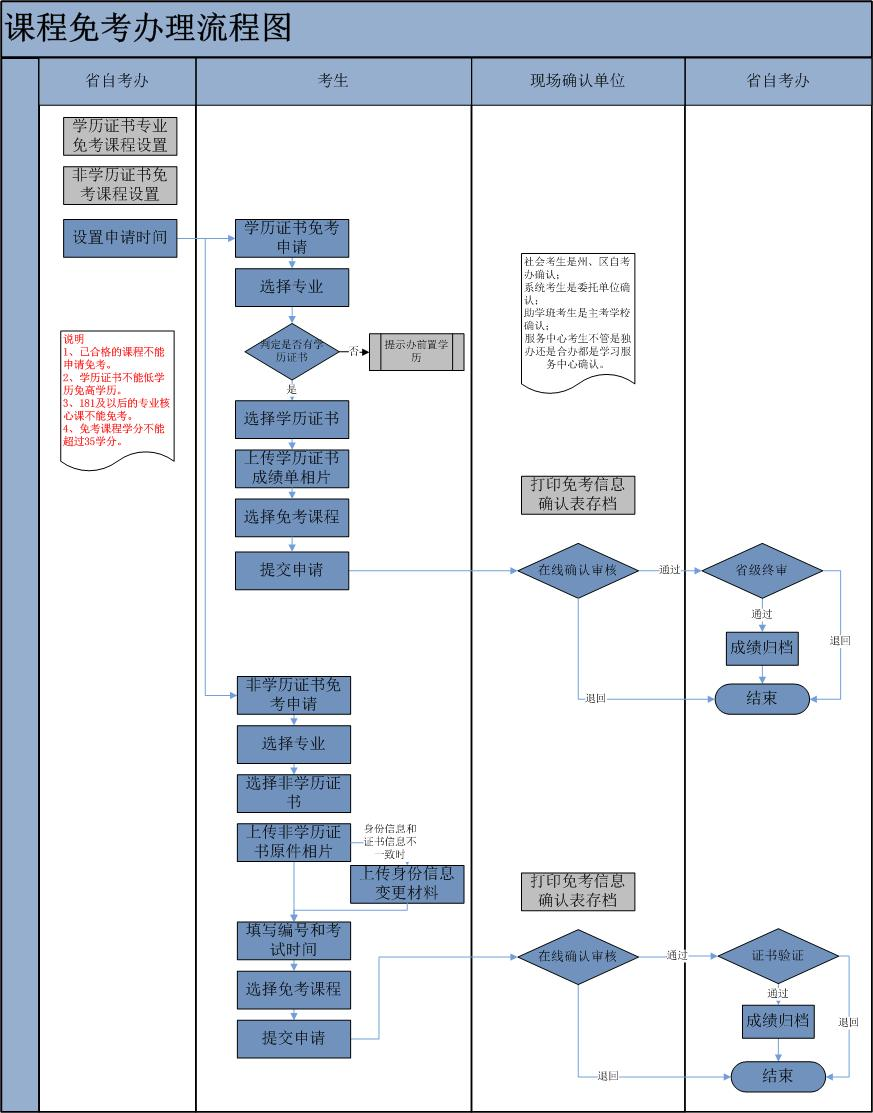 课程免考办理流程图
省自考办
考生
现场确认单位
省自考办
学历证书专业
免考课程设置
非学历证书免
考课程设置
设置申请时间
学历证书免考
申请
选择专业
判定是否有学
历证书
否
提示办前置学
历
是
选择学历证书
上传学历证书
成绩单相片
选择免考课程
提交申请
说明
1、已合格的课程不能
申请免考。
2、学历证书不能低学
历免高学历。
3、181及以后的专业核
心课不能免考。
4、免考课程学分不能
超过35学分。
社会考生是州、区自考
办确认;
系统考生是委托单位确
认;
助学班考生是主考学校
确认;
服务中心考生不管是独
办还是合办都是学习服
务中心确认。
打印免考信息
确认表存档
在线确认审核
通过
省级终审
通过
退回
成绩归档
退回
结束
非学历证书免
考申请
选择专业
选择非学历证
书
上传非学历证
书原件相片
身份信息和
证书信息不
一致时
上传身份信息
变更材料
填写编号和考
试时间
选择免考课程
提交申请
打印免考信息
确认表存档
在线确认审核
通过
证书验证
通过
退回
成绩归档
退回
结束